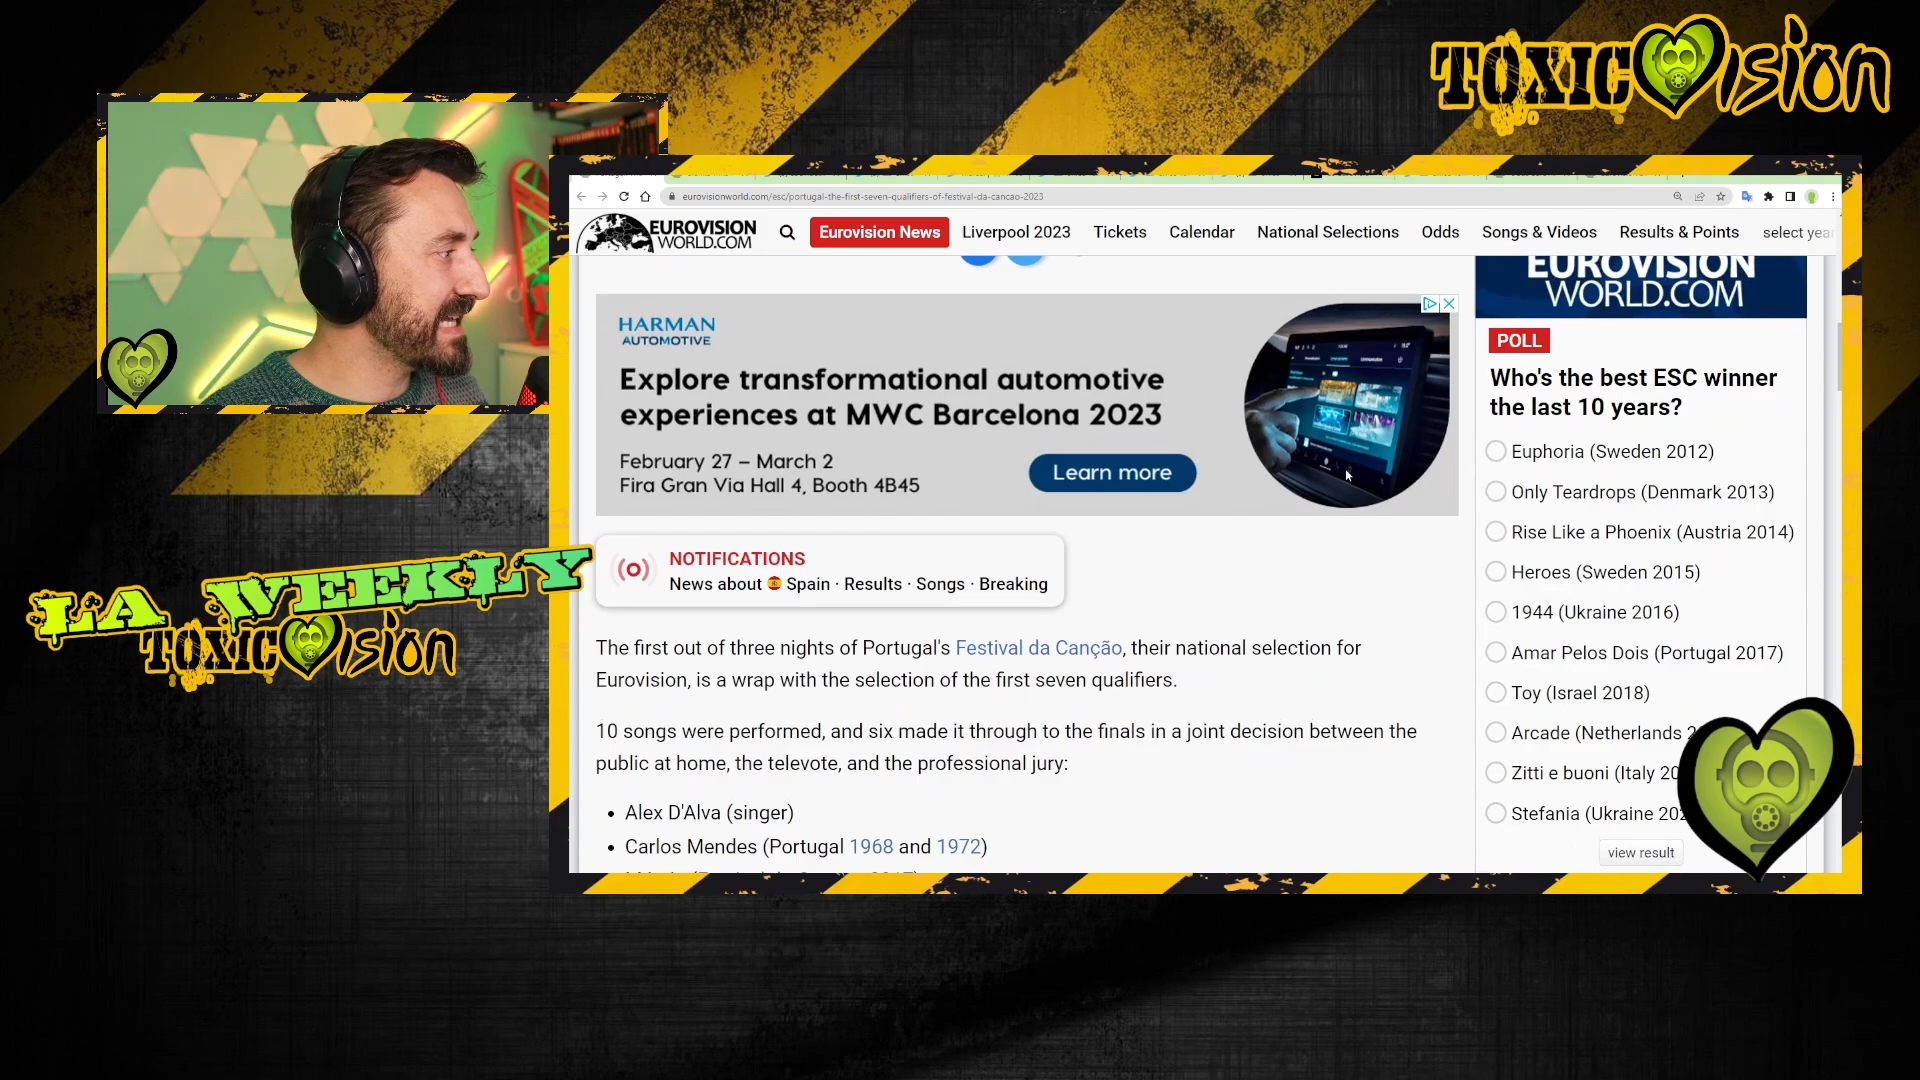 TOXIC VISION
eurovisionworld.com/esc/portugal-the-first-seven-qualifiers-of-festival-da-cancao-2023
EUROVISION
WORLD.COM
Eurovision News
Liverpool 2023
Tickets
Calendar
National Selections
Odds
Songs & Videos
Results & Points
select year
HARMAN
AUTOMOTIVE
Explore transformational automotive
experiences at MWC Barcelona 2023
February 27 – March 2
Fira Gran Via Hall 4, Booth 4B45
Learn more
NOTIFICATIONS
News about Spain · Results · Songs · Breaking
The first out of three nights of Portugal's Festival da Canção, their national selection for
Eurovision, is a wrap with the selection of the first seven qualifiers.
10 songs were performed, and six made it through to the finals in a joint decision between the
public at home, the televote, and the professional jury:
• Alex D'Alva (singer)
• Carlos Mendes (Portugal 1968 and 1972)
EUROVISION
WORLD.COM
POLL
Who's the best ESC winner
the last 10 years?
Euphoria (Sweden 2012)
Only Teardrops (Denmark 2013)
Rise Like a Phoenix (Austria 2014)
Heroes (Sweden 2015)
1944 (Ukraine 2016)
Amar Pelos Dois (Portugal 2017)
Toy (Israel 2018)
Arcade (Netherlands 2
Zitti e buoni (Italy 20
Stefania (Ukraine 202
view result
LA WEEKLY
TOXIC VISION